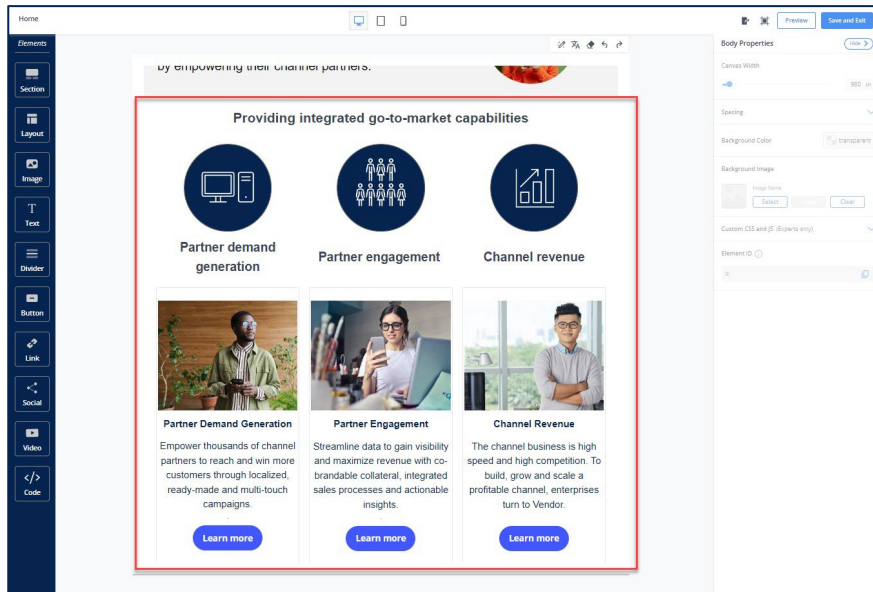 Home
Preview
Save and Exit
Elements
Section
Layout
Image
Text
Divider
Button
Link
Social
Video
Code
by empowering their channel partners.
Providing integrated go-to-market capabilities
Partner demand
generation
Partner engagement
Channel revenue
Partner Demand Generation
Empower thousands of channel
partners to reach and win more
customers through localized,
ready-made and multi-touch
campaigns.
Learn more
Partner Engagement
Streamline data to gain visibility
and maximize revenue with co-
brandable collateral, integrated
sales processes and actionable
insights.
Learn more
Channel Revenue
The channel business is high
speed and high competition. To
build, grow and scale a
profitable channel, enterprises
turn to Vendor.
Learn more
Body Properties
Hide
Canvas Width
980
Spacing
Background Color
transparent
Background Image
Image Name
Select
Clear
Custom CSS and JS (Experts only)
Element ID